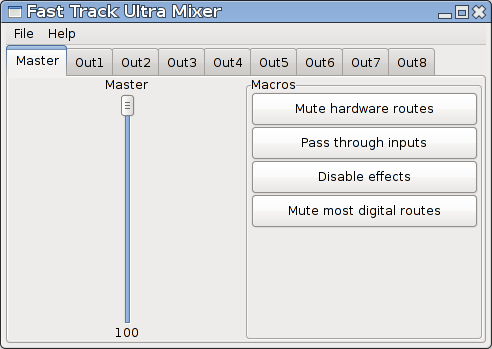 Fast Track Ultra Mixer
File Help
Master Out1 Out2 Out3 Out4 Out5 Out6 Out7 Out8
Master
100
Macros
Mute hardware routes
Pass through inputs
Disable effects
Mute most digital routes